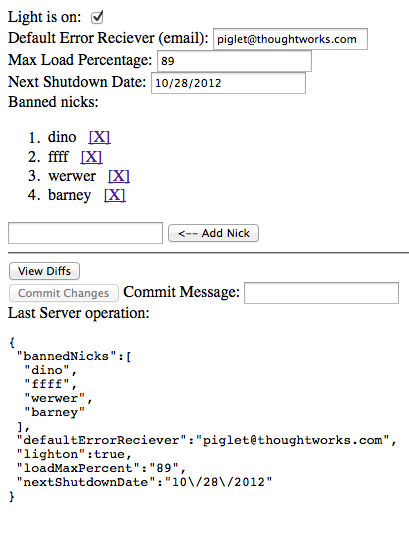 Light is on:
Default Error Reciever (email): piglet@thoughtworks.com
Max Load Percentage: 89
Next Shutdown Date: 10/28/2012
Banned nicks:
1. dino [X]
2. ffff [X]
3. werwer [X]
4. barney [X]
<-- Add Nick
View Diffs
Commit Changes Commit Message:
Last Server operation:
{
 "bannedNicks":[
  "dino",
  "ffff",
  "werwer",
  "barney"
 ],
 "defaultErrorReciever":"piglet@thoughtworks.com",
 "lighton":true,
 "loadMaxPercent":"89",
 "nextShutdownDate":"10\/28\/2012"
}